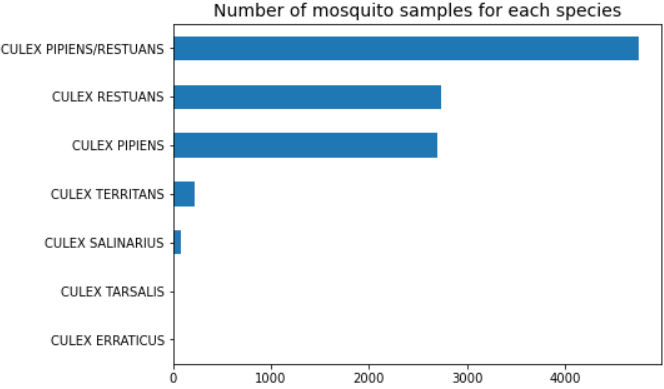 Number of mosquito samples for each species
CULEX PIPIENS/RESTUANS
CULEX RESTUANS
CULEX PIPIENS
CULEX TERRITANS
CULEX SALINARIUS
CULEX TARSALIS
CULEX ERRATICUS
0 1000 2000 3000 4000